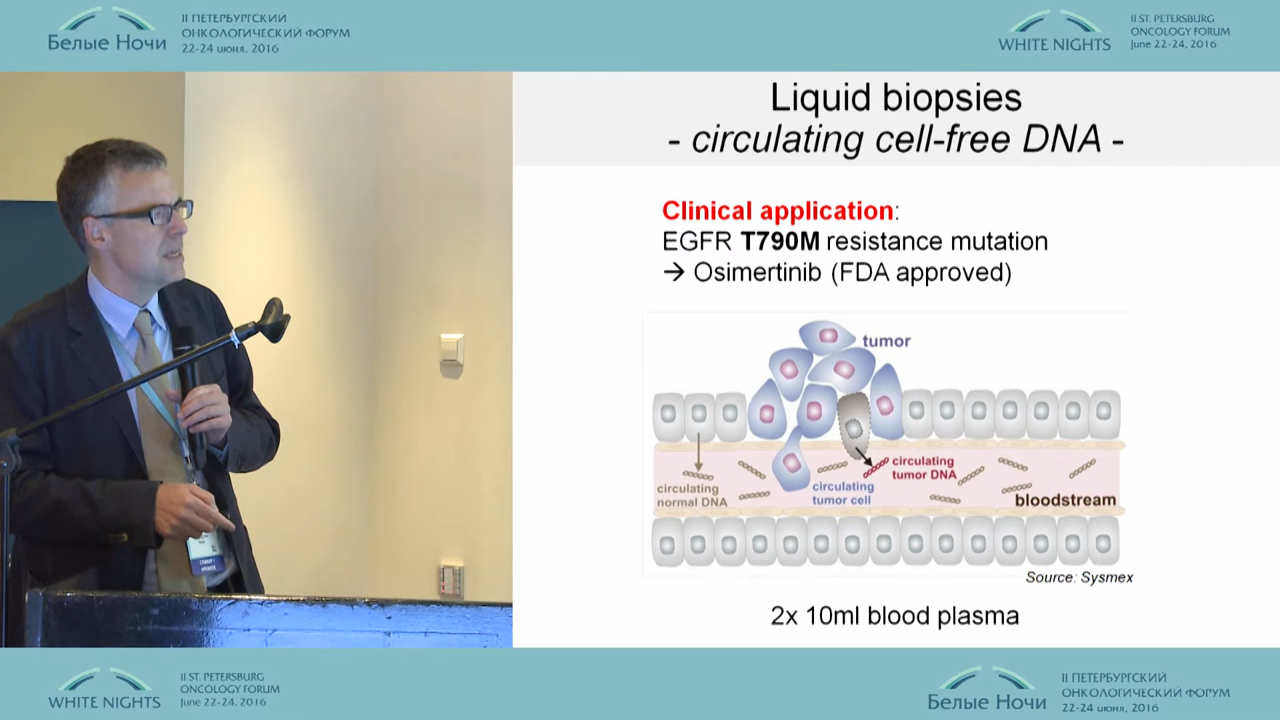 Белые Ночи
II ПЕТЕРБУРГСКИЙ
ОНКОЛОГИЧЕСКИЙ ФОРУМ
22-24 июня, 2016
WHITE NIGHTS
II ST. PETERSBURG
ONCOLOGY FORUM
June 22-24, 2016
Liquid biopsies
- circulating cell-free DNA -
Clinical application:
EGFR T790M resistance mutation
→ Osimertinib (FDA approved)
tumor
circulating
normal DNA
circulating
tumor cell
circulating
tumor DNA
bloodstream
Source: Sysmex
2x 10ml blood plasma
WHITE NIGHTS
II ST. PETERSBURG
ONCOLOGY FORUM
June 22-24, 2016
Белые Ночи
II ПЕТЕРБУРГСКИЙ
ОНКОЛОГИЧЕСКИЙ ФОРУМ
22-24 июня, 2016